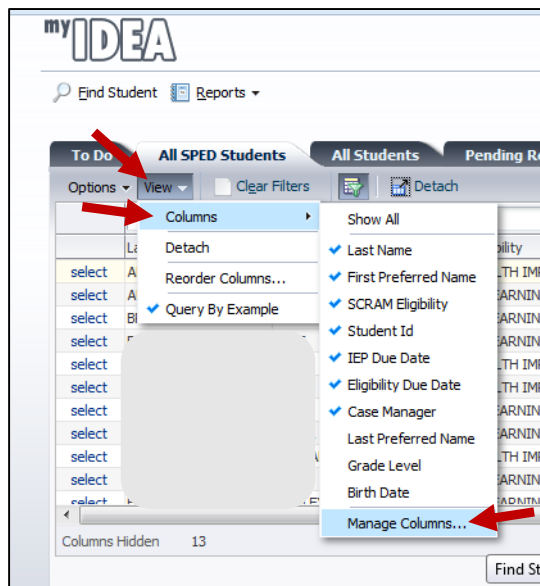 my IDEA
Find Student Reports
To Do All SPED Students All Students Pending
Options View Clear Filters Detach
Columns
Detach
Reorder Columns...
Query By Example
Show All
Last Name
First Preferred Name
SCRAM Eligibility
Student Id
IEP Due Date
Eligibility Due Date
Case Manager
Last Preferred Name
Grade Level
Birth Date
Manage Columns...
select
select
select
select
select
select
select
select
select
select
select
Columns Hidden 13
Find